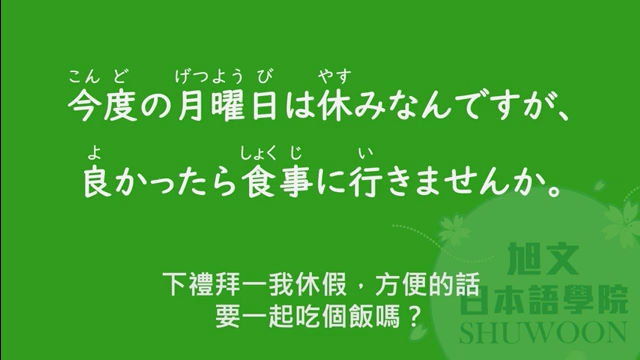 こん ど げつよう び やす
今度の月曜日は休みなんですが、
よ しょく じ い
良かったら食事に行きませんか。
下禮拜一我休假，方便的話
要一起吃個飯嗎？
旭文
日本語學院
SHUWOON